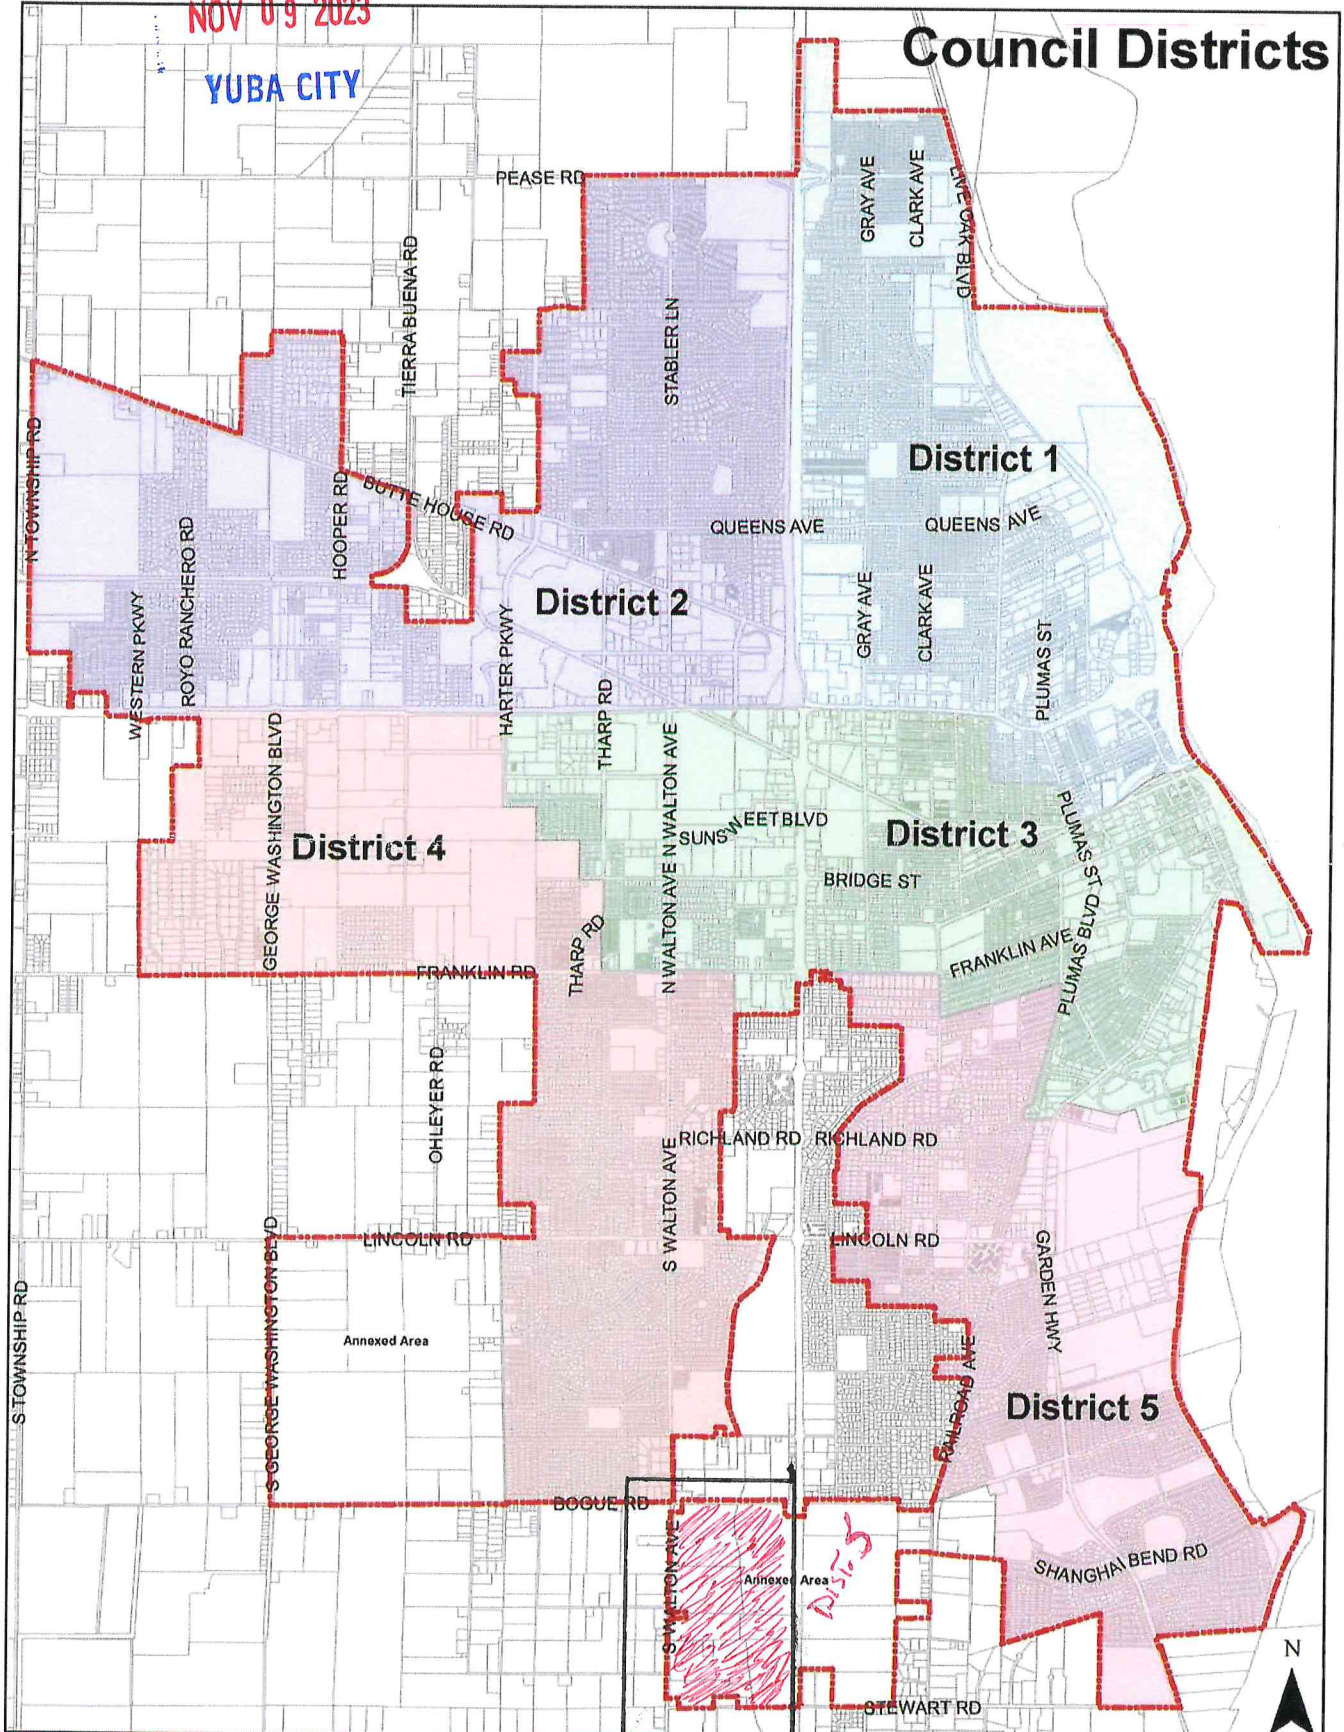 NOV 09 2023
YUBA CITY
Council Districts
PEASE RD
GRAY AVE
CLARK AVE
LIVE OAK BLVD
TIERRA BUENA RD
STABLER LN
N TOWNSHIP RD
District 1
HOOPER RD
BUTTE HOUSE RD
QUEENS AVE
QUEENS AVE
ROYO RANCHERO RD
WESTERN PKWY
District 2
HARTER PKWY
GRAY AVE
CLARK AVE
PLUMAS ST
THARP RD
GEORGE WASHINGTON BLVD
N WALTON AVE
N WALTON AVE
SUNSWEET BLVD
District 4
District 3
PLUMAS ST
BRIDGE ST
PLUMAS BLVD
THARP RD
FRANKLIN AVE
FRANKLIN RD
OHLEYER RD
RICHLAND RD
RICHLAND RD
S WALTON AVE
LINCOLN RD
LINCOLN RD
GARDEN HWY
S GEORGE WASHINGTON BLVD
S TOWNSHIP RD
Annexed Area
RAILROAD AVE
District 5
BOGUE RD
S WALTON AVE
SHANGHAI BEND RD
Annexed Area
DIST. 5
N
STEWART RD